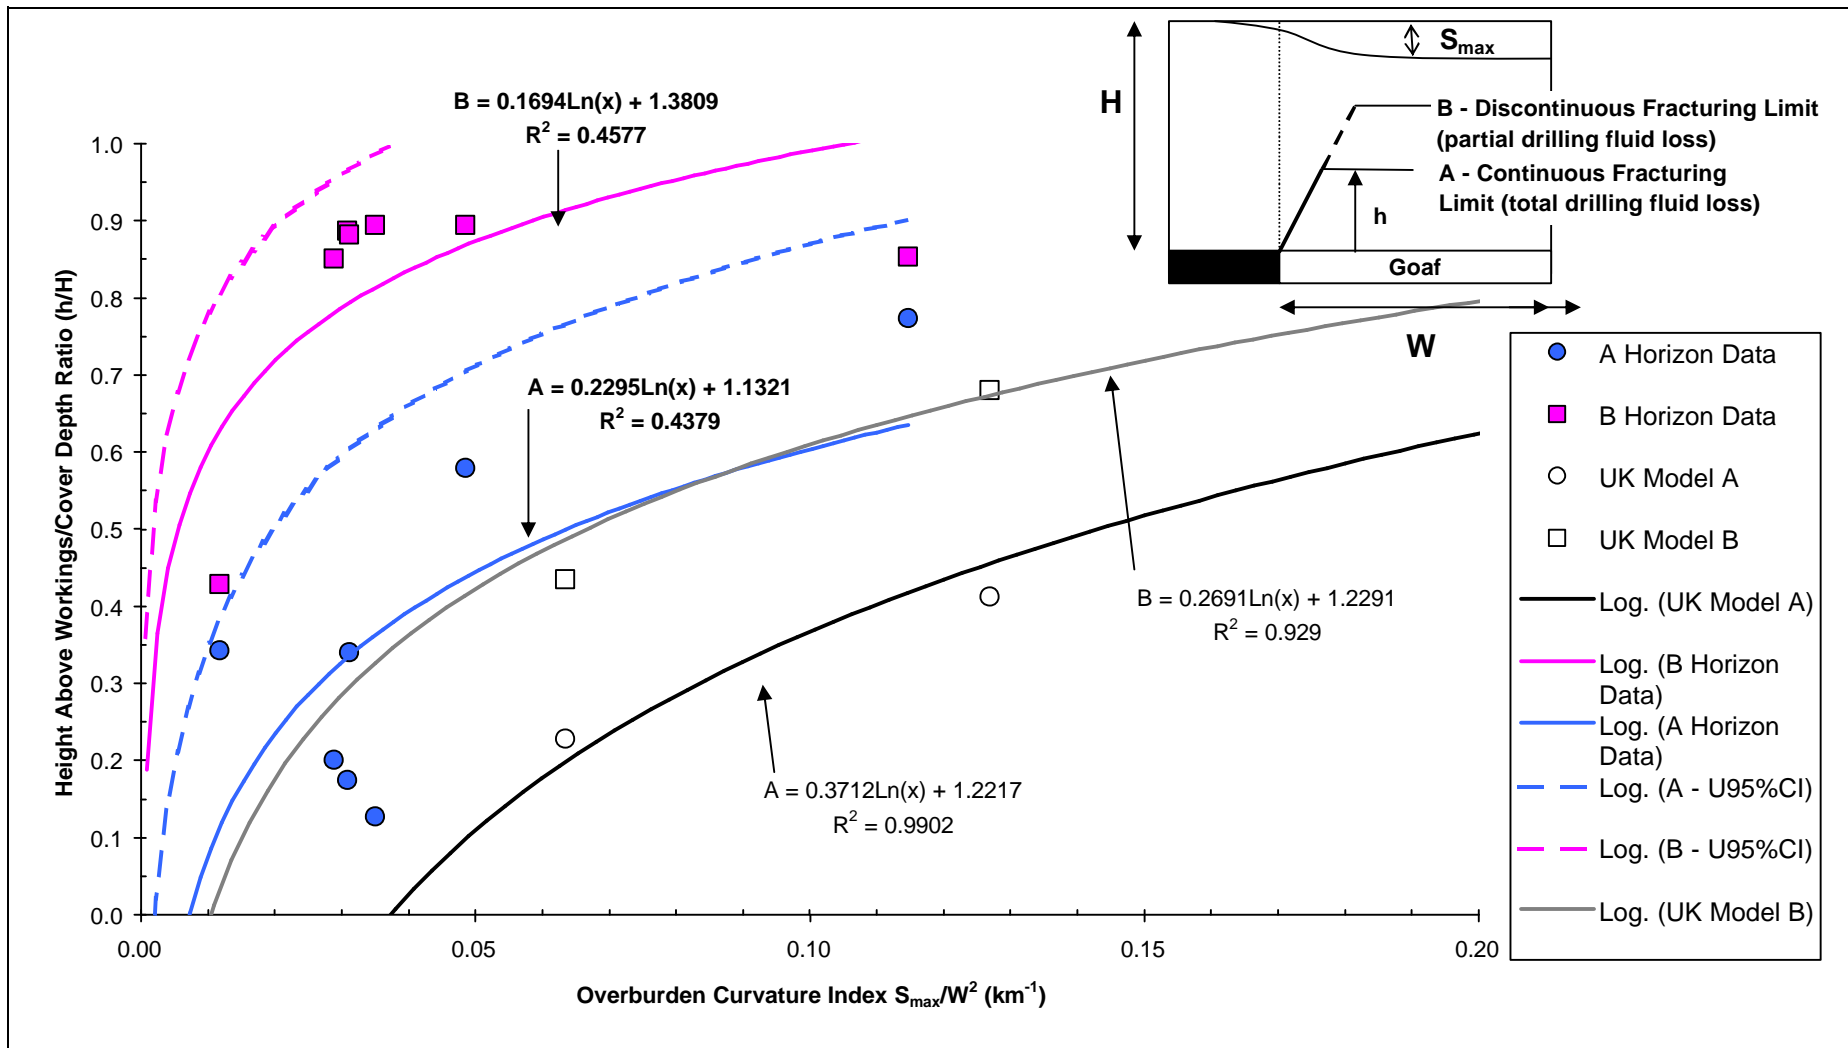 S_max
H
B - Discontinuous Fracturing Limit
(partial drilling fluid loss)
A - Continuous Fracturing
Limit (total drilling fluid loss)
h
Goaf
W
B = 0.1694Ln(x) + 1.3809
R² = 0.4577
A = 0.2295Ln(x) + 1.1321
R² = 0.4379
B = 0.2691Ln(x) + 1.2291
R² = 0.929
A = 0.3712Ln(x) + 1.2217
R² = 0.9902
Height Above Workings/Cover Depth Ratio (h/H)
1.0
0.9
0.8
0.7
0.6
0.5
0.4
0.3
0.2
0.1
0.0
0.00
0.05
0.10
0.15
0.20
Overburden Curvature Index S_max/W² (km⁻¹)
A Horizon Data
B Horizon Data
UK Model A
UK Model B
Log. (UK Model A)
Log. (B Horizon
Data)
Log. (A Horizon
Data)
Log. (A - U95%CI)
Log. (B - U95%CI)
Log. (UK Model B)